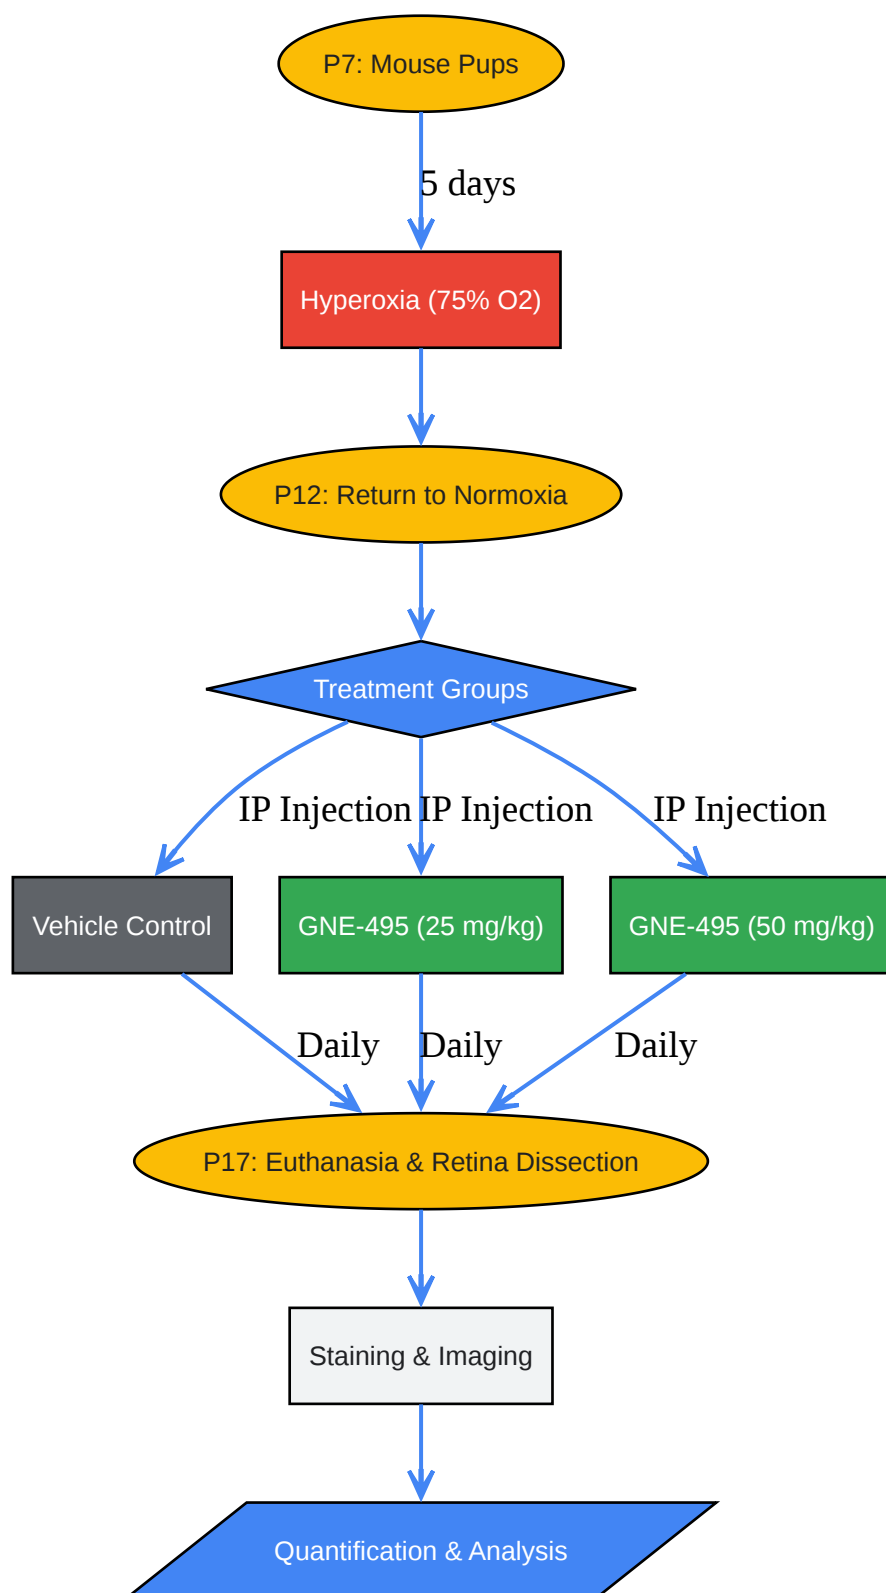 P7: Mouse Pups
5 days
Hyperoxia (75% O2)
P12: Return to Normoxia
Treatment Groups
IP Injection
IP Injection
IP Injection
Vehicle Control
GNE-495 (25 mg/kg)
GNE-495 (50 mg/kg)
Daily
Daily
Daily
P17: Euthanasia & Retina Dissection
Staining & Imaging
Quantification & Analysis